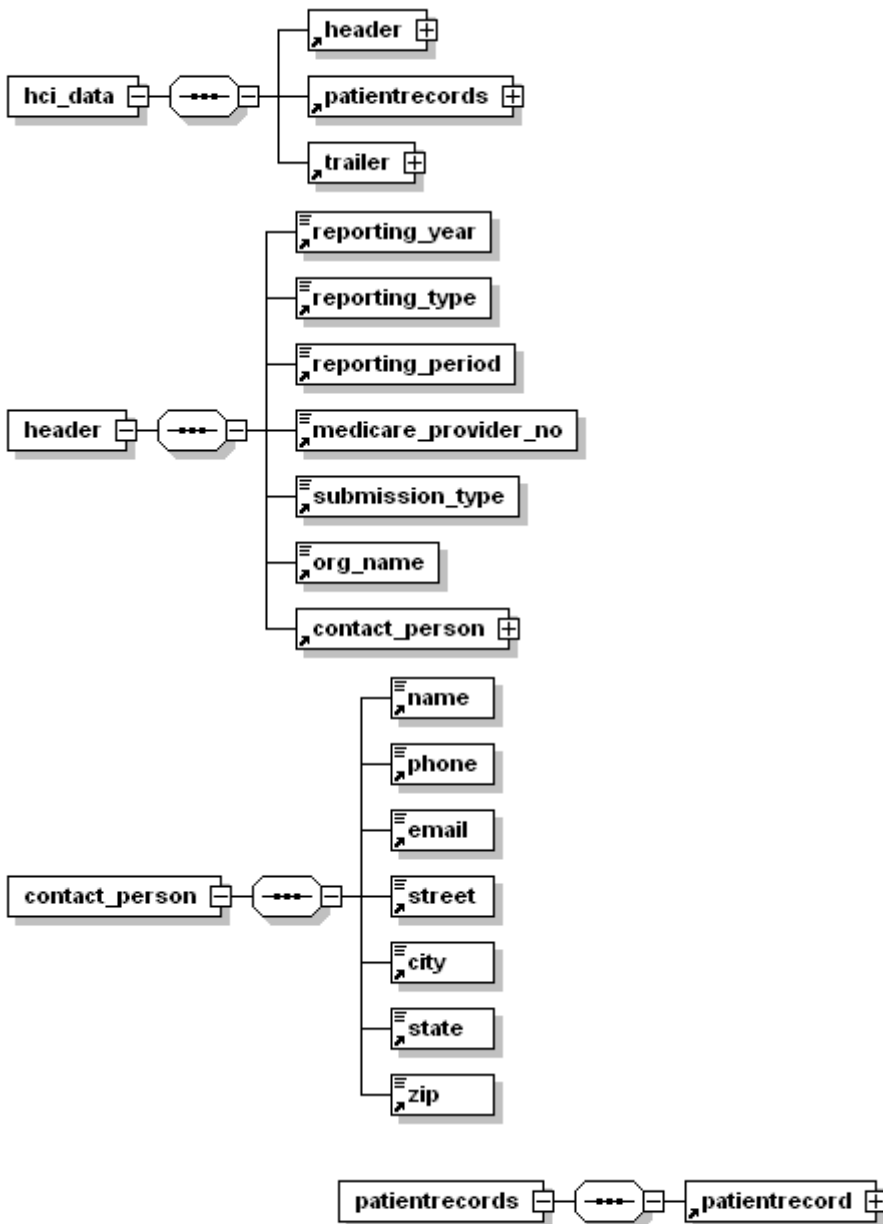 header
hci_data
patientrecords
trailer
reporting_year
reporting_type
reporting_period
header
medicare_provider_no
submission_type
org_name
contact_person
name
phone
email
contact_person
street
city
state
zip
patientrecords
patientrecord